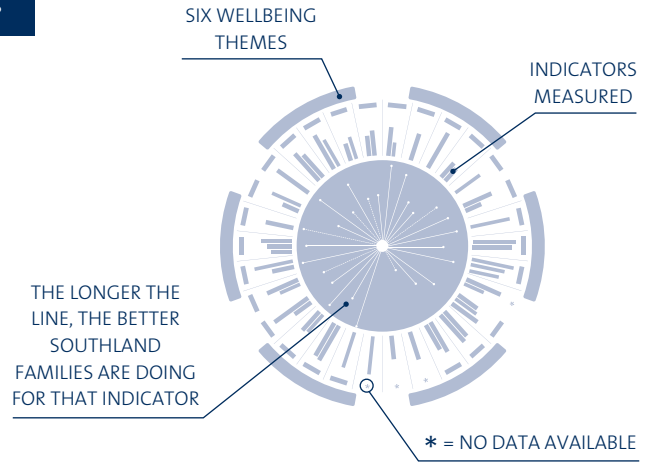 SIX WELLBEING
THEMES
INDICATORS
MEASURED
THE LONGER THE
LINE, THE BETTER
SOUTHLAND
FAMILIES ARE DOING
FOR THAT INDICATOR
* = NO DATA AVAILABLE